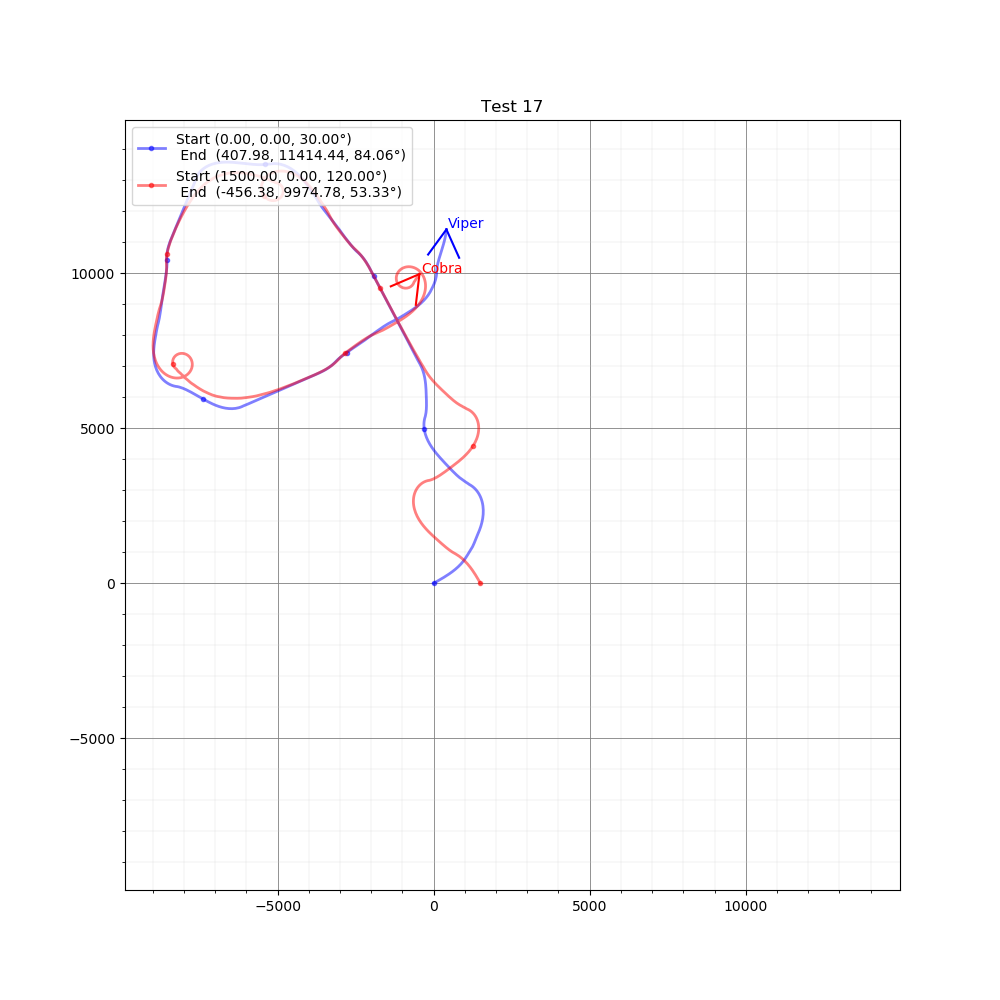 Test 17
Start (0.00, 0.00, 30.00°)
End (407.98, 11414.44, 84.06°)
Start (1500.00, 0.00, 120.00°)
End (-456.38, 9974.78, 53.33°)
Viper
Cobra
10000
5000
0
−5000
−5000 0 5000 10000